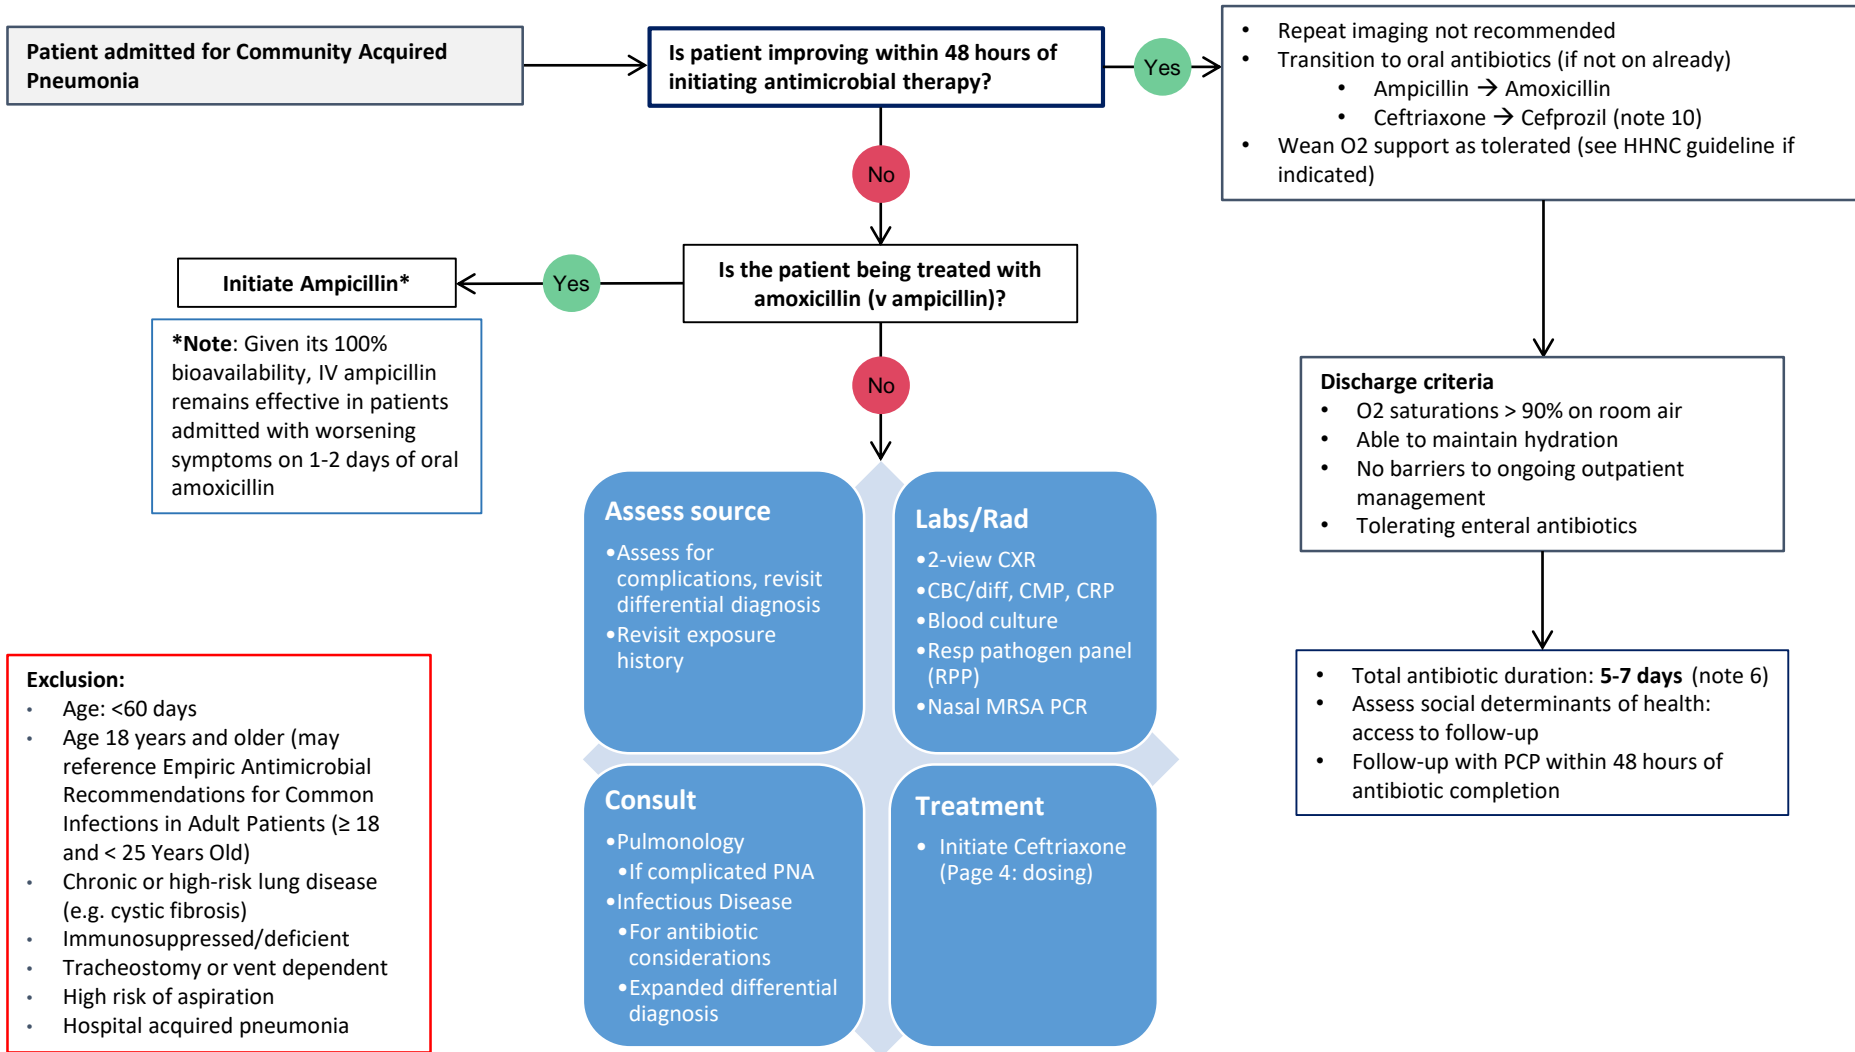 Patient admitted for Community Acquired
Pneumonia
Is patient improving within 48 hours of
initiating antimicrobial therapy?
Yes
• Repeat imaging not recommended
• Transition to oral antibiotics (if not on already)
• Ampicillin → Amoxicillin
• Ceftriaxone → Cefprozil (note 10)
• Wean O2 support as tolerated (see HHNC guideline if
indicated)
No
Is the patient being treated with
amoxicillin (v ampicillin)?
Yes
Initiate Ampicillin*
*Note: Given its 100%
bioavailability, IV ampicillin
remains effective in patients
admitted with worsening
symptoms on 1-2 days of oral
amoxicillin
No
Discharge criteria
• O2 saturations > 90% on room air
• Able to maintain hydration
• No barriers to ongoing outpatient
management
• Tolerating enteral antibiotics
Assess source
•Assess for
complications, revisit
differential diagnosis
•Revisit exposure
history
Labs/Rad
•2-view CXR
•CBC/diff, CMP, CRP
•Blood culture
•Resp pathogen panel
(RPP)
•Nasal MRSA PCR
Consult
•Pulmonology
•If complicated PNA
•Infectious Disease
•For antibiotic
considerations
•Expanded differential
diagnosis
Treatment
• Initiate Ceftriaxone
(Page 4: dosing)
• Total antibiotic duration: 5-7 days (note 6)
• Assess social determinants of health:
access to follow-up
• Follow-up with PCP within 48 hours of
antibiotic completion
Exclusion:
• Age: <60 days
• Age 18 years and older (may
reference Empiric Antimicrobial
Recommendations for Common
Infections in Adult Patients (≥ 18
and < 25 Years Old)
• Chronic or high-risk lung disease
(e.g. cystic fibrosis)
• Immunosuppressed/deficient
• Tracheostomy or vent dependent
• High risk of aspiration
• Hospital acquired pneumonia